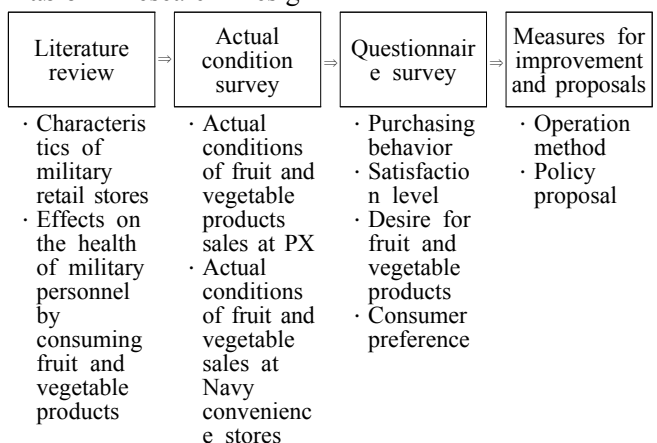 Literature
review
⇒
Actual
condition
survey
⇒
Questionnair
e survey
⇒
Measures for
improvement
and proposals
· Characteris
tics of
military
retail stores
· Effects on
the health
of military
personnel
by
consuming
fruit and
vegetable
products
· Actual
conditions
of fruit and
vegetable
products
sales at PX
· Actual
conditions
of fruit and
vegetable
sales at
Navy
convenienc
e stores
· Purchasing
behavior
· Satisfactio
n level
· Desire for
fruit and
vegetable
products
· Consumer
preference
· Operation
method
· Policy
proposal